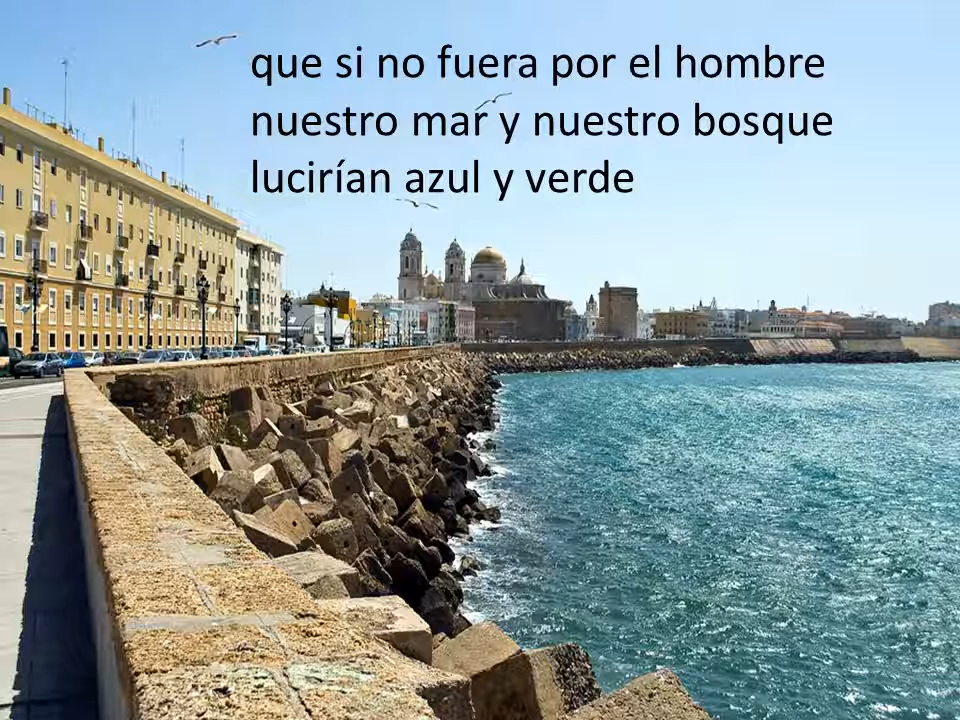 que si no fuera por el hombre
nuestro mar y nuestro bosque
lucirían azul y verde